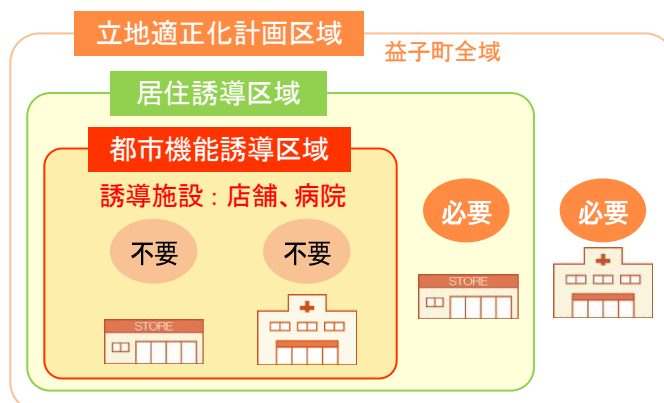 立地適正化計画区域
益子町全域
居住誘導区域
都市機能誘導区域
誘導施設：店舗、病院
不要
不要
必要
必要
STORE
STORE